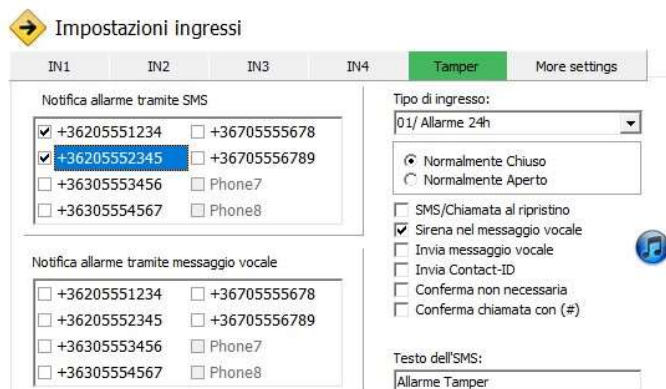 Impostazioni ingressi
IN1 IN2 IN3 IN4 Tamper More settings
Notifica allarme tramite SMS
+36205551234 +36705555678
+36205552345 +36705556789
+36305553456 Phone7
+36305554567 Phone8
Notifica allarme tramite messaggio vocale
+36205551234 +36705555678
+36205552345 +36705556789
+36305553456 Phone7
+36305554567 Phone8
Tipo di ingresso:
01/ Allarme 24h
Normalmente Chiuso
Normalmente Aperto
SMS/Chiamata al ripristino
Sirena nel messaggio vocale
Invia messaggio vocale
Invia Contact-ID
Conferma non necessaria
Conferma chiamata con (#)
Testo dell'SMS:
Allarme Tamper